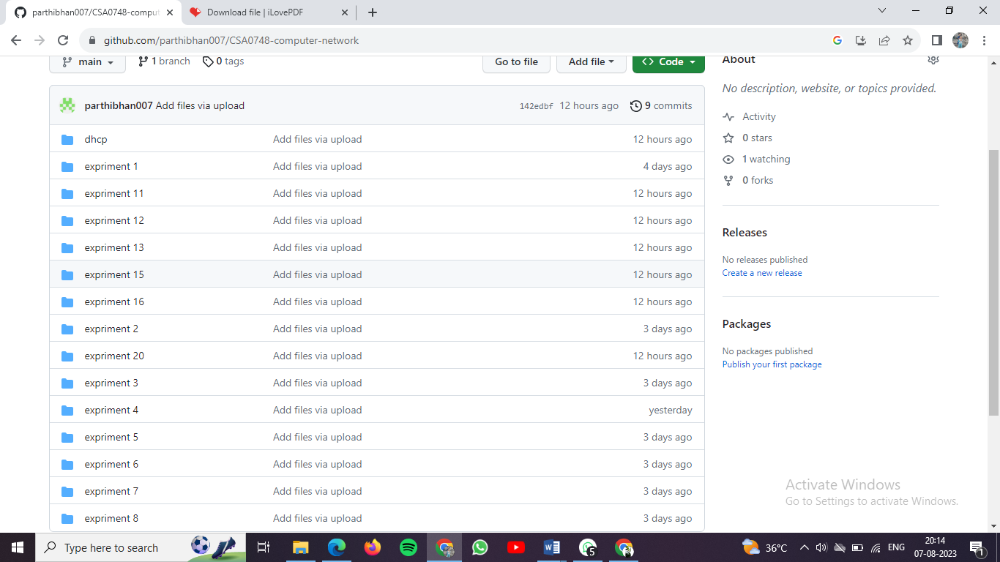 parthibhan007/CSA0748-comput
Download file | iLovePDF
github.com/parthibhan007/CSA0748-computer-network
main
1 branch
0 tags
Go to file
Add file
Code
parthibhan007 Add files via upload 142edbf 12 hours ago 9 commits
dhcp Add files via upload 12 hours ago
expriment 1 Add files via upload 4 days ago
expriment 11 Add files via upload 12 hours ago
expriment 12 Add files via upload 12 hours ago
expriment 13 Add files via upload 12 hours ago
expriment 15 Add files via upload 12 hours ago
expriment 16 Add files via upload 12 hours ago
expriment 2 Add files via upload 3 days ago
expriment 20 Add files via upload 12 hours ago
expriment 3 Add files via upload 3 days ago
expriment 4 Add files via upload yesterday
expriment 5 Add files via upload 3 days ago
expriment 6 Add files via upload 3 days ago
expriment 7 Add files via upload 3 days ago
expriment 8 Add files via upload 3 days ago
About
No description, website, or topics provided.
Activity
0 stars
1 watching
0 forks
Releases
No releases published
Create a new release
Packages
No packages published
Publish your first package
Activate Windows
Go to Settings to activate Windows.
Type here to search
5
36°C
ENG
20:14
07-08-2023
1